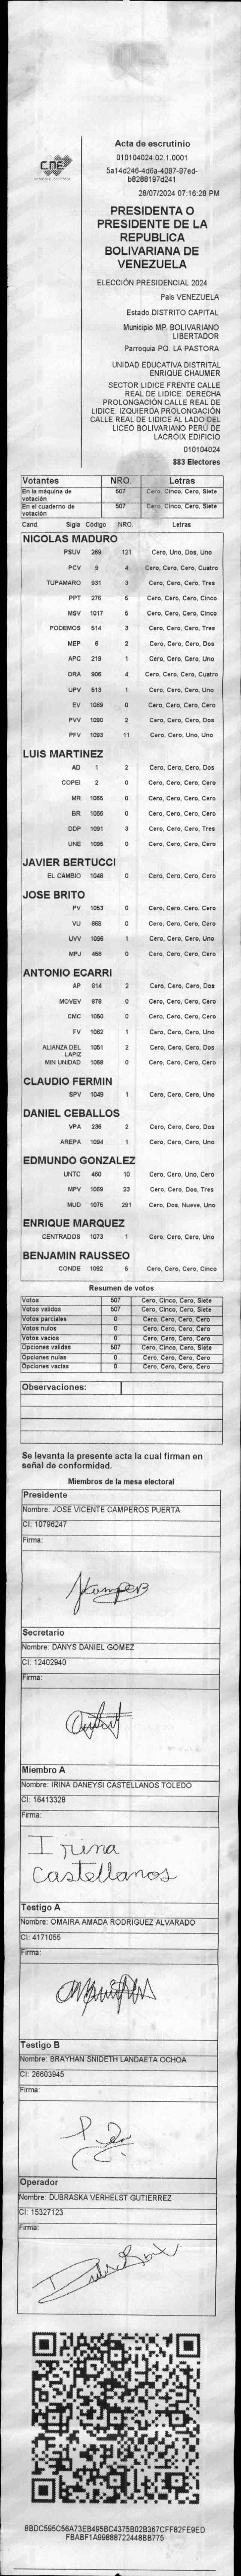 CNE
Acta de escrutinio
010104024.02.1.0001
5a14d246-4d6a-4097-97ed-
b8288197d241
28/07/2024 07:16:28 PM
PRESIDENTA O
PRESIDENTE DE LA
REPUBLICA
BOLIVARIANA DE
VENEZUELA
ELECCIÓN PRESIDENCIAL 2024
País VENEZUELA
Estado DISTRITO CAPITAL
Municipio MP. BOLIVARIANO
LIBERTADOR
Parroquia PQ. LA PASTORA
UNIDAD EDUCATIVA DISTRITAL
ENRIQUE CHAUMER
SECTOR LIDICE FRENTE CALLE
REAL DE LIDICE. DERECHA
PROLONGACIÓN CALLE REAL DE
LIDICE. IZQUIERDA PROLONGACIÓN
CALLE REAL DE LIDICE AL LADO DEL
LICEO BOLIVARIANO PERÚ DE
LACROIX EDIFICIO
010104024
883 Electores
Votantes NRO. Letras
En la máquina de votación 507 Cero, Cinco, Cero, Siete
En el cuaderno de votación 507 Cero, Cinco, Cero, Siete
Cand. Sigla Código NRO. Letras
NICOLAS MADURO
PSUV 269 121 Cero, Uno, Dos, Uno
PCV 9 4 Cero, Cero, Cero, Cuatro
TUPAMARO 931 3 Cero, Cero, Cero, Tres
PPT 276 5 Cero, Cero, Cero, Cinco
MSV 1017 5 Cero, Cero, Cero, Cinco
PODEMOS 514 3 Cero, Cero, Cero, Tres
MEP 6 2 Cero, Cero, Cero, Dos
APC 219 1 Cero, Cero, Cero, Uno
ORA 906 4 Cero, Cero, Cero, Cuatro
UPV 513 1 Cero, Cero, Cero, Uno
EV 1089 0 Cero, Cero, Cero, Cero
PVV 1090 2 Cero, Cero, Cero, Dos
PFV 1093 11 Cero, Cero, Uno, Uno
LUIS MARTINEZ
AD 1 2 Cero, Cero, Cero, Dos
COPEI 2 0 Cero, Cero, Cero, Cero
MR 1065 0 Cero, Cero, Cero, Cero
BR 1066 0 Cero, Cero, Cero, Cero
DDP 1091 3 Cero, Cero, Cero, Tres
UNE 1096 0 Cero, Cero, Cero, Cero
JAVIER BERTUCCI
EL CAMBIO 1048 0 Cero, Cero, Cero, Cero
JOSE BRITO
PV 1053 0 Cero, Cero, Cero, Cero
VU 868 0 Cero, Cero, Cero, Cero
UVV 1095 1 Cero, Cero, Cero, Uno
MPJ 458 0 Cero, Cero, Cero, Cero
ANTONIO ECARRI
AP 814 2 Cero, Cero, Cero, Dos
MOVEV 978 0 Cero, Cero, Cero, Cero
CMC 1050 0 Cero, Cero, Cero, Cero
FV 1062 1 Cero, Cero, Cero, Uno
ALIANZA DEL LAPIZ 1051 2 Cero, Cero, Cero, Dos
MIN UNIDAD 1068 0 Cero, Cero, Cero, Cero
CLAUDIO FERMIN
SPV 1049 1 Cero, Cero, Cero, Uno
DANIEL CEBALLOS
VPA 236 2 Cero, Cero, Cero, Dos
AREPA 1094 1 Cero, Cero, Cero, Uno
EDMUNDO GONZALEZ
UNTC 460 10 Cero, Cero, Uno, Cero
MPV 1069 23 Cero, Cero, Dos, Tres
MUD 1075 291 Cero, Dos, Nueve, Uno
ENRIQUE MARQUEZ
CENTRADOS 1073 1 Cero, Cero, Cero, Uno
BENJAMIN RAUSSEO
CONDE 1092 5 Cero, Cero, Cero, Cinco
Resumen de votos
Votos 507 Cero, Cinco, Cero, Siete
Votos validos 507 Cero, Cinco, Cero, Siete
Votos parciales 0 Cero, Cero, Cero, Cero
Votos nulos 0 Cero, Cero, Cero, Cero
Votos vacios 0 Cero, Cero, Cero, Cero
Opciones validas 507 Cero, Cinco, Cero, Siete
Opciones nulas 0 Cero, Cero, Cero, Cero
Opciones vacias 0 Cero, Cero, Cero, Cero
Observaciones:
Se levanta la presente acta la cual firman en
señal de conformidad.
Miembros de la mesa electoral
Presidente
Nombre: JOSE VICENTE CAMPEROS PUERTA
CI: 10796247
Firma:
Secretario
Nombre: DANYS DANIEL GOMEZ
CI: 12402940
Firma:
Miembro A
Nombre: IRINA DANEYSI CASTELLANOS TOLEDO
CI: 16413328
Firma:
Irina
Castellanos
Testigo A
Nombre: OMAIRA AMADA RODRIGUEZ ALVARADO
CI: 4171055
Firma:
Testigo B
Nombre: BRAYHAN SNIDETH LANDAETA OCHOA
CI: 26603945
Firma:
Operador
Nombre: DUBRASKA VERHELST GUTIERREZ
CI: 15327123
Firma:
8BDC595C56A73EB495BC4375B02B367CFF82FE9ED
FBABF1A99888722448BB775